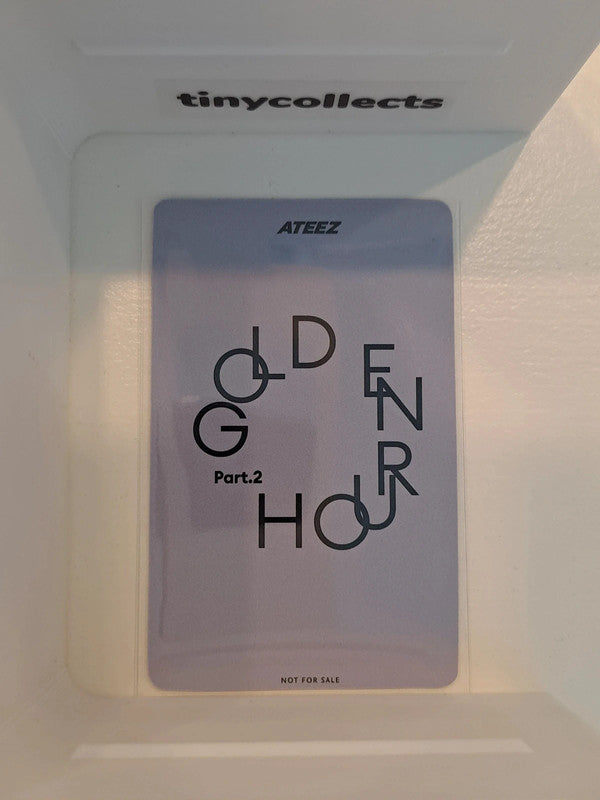 tinycollects
ATEEZ
GOLDEN
HOUR
Part.2
NOT FOR SALE